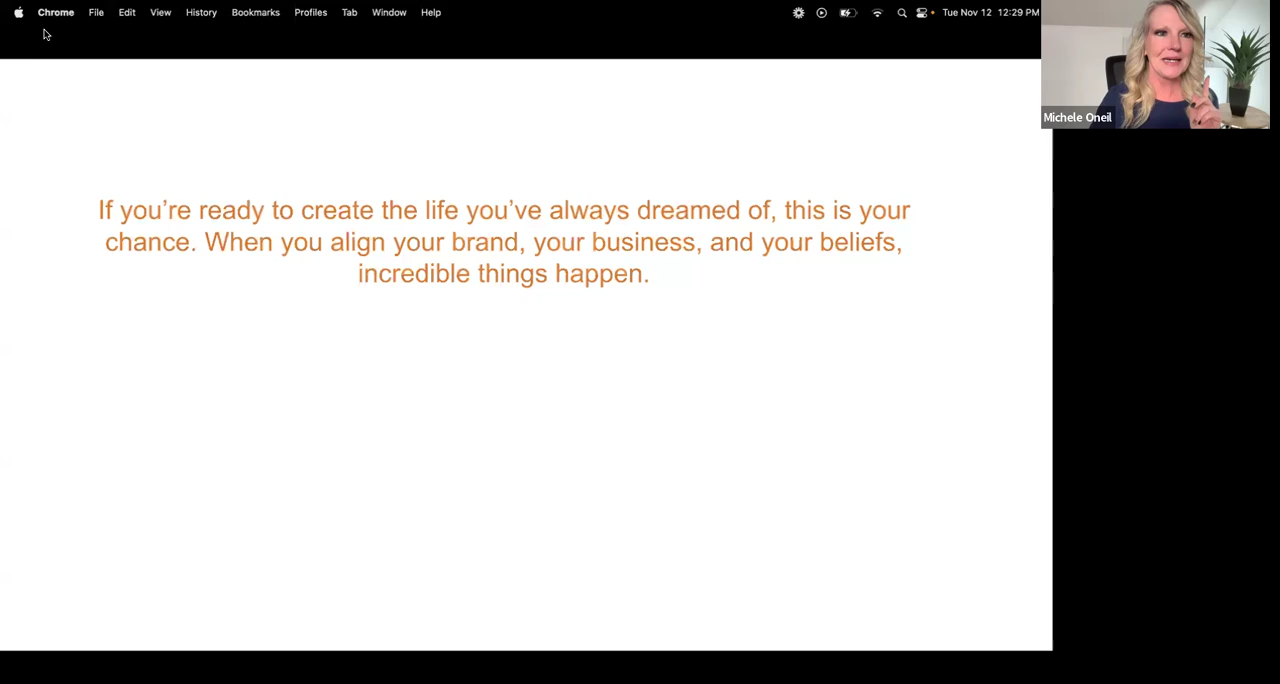 Chrome File Edit View History Bookmarks Profiles Tab Window Help Tue Nov 12 12:29 PM
Michele Oneil
If you’re ready to create the life you’ve always dreamed of, this is your
chance. When you align your brand, your business, and your beliefs,
incredible things happen.